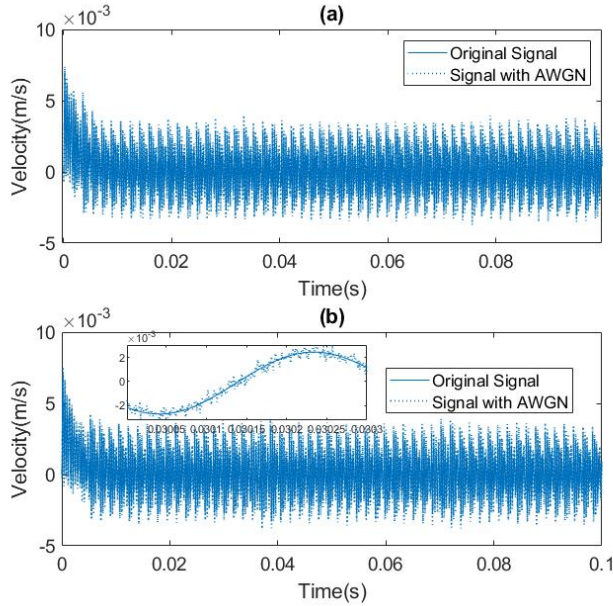 (a)
×10⁻³
10
5
0
-5
Velocity(m/s)
Original Signal
Signal with AWGN
0 0.02 0.04 0.06 0.08
Time(s)
(b)
×10⁻³
10
5
0
-5
Velocity(m/s)
×10⁻³
2
0
-2
0.03005 0.0301 0.03015 0.0302 0.03025 0.0303
Original Signal
Signal with AWGN
0 0.02 0.04 0.06 0.08 0.1
Time(s)